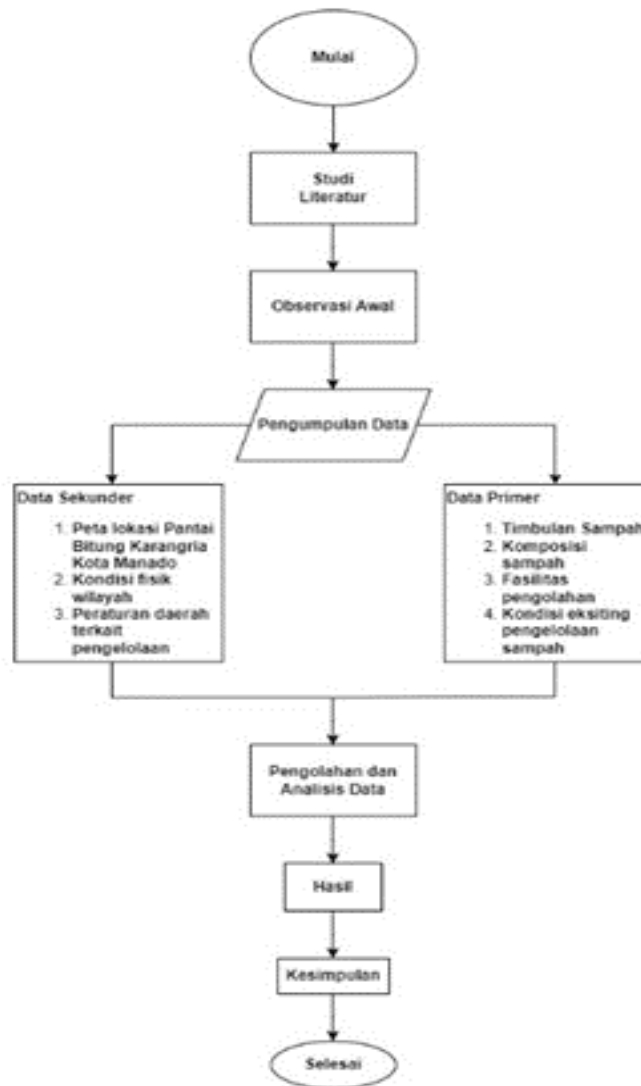 Mulai
Studi
Literatur
Observasi Awal
Pengumpulan Data
Data Sekunder
1. Peta lokasi Pantai
Bitung Karangria
Kota Manado
2. Kondisi fisik
wilayah
3. Peraturan daerah
terkait
pengelolaan
Data Primer
1. Timbulan Sampah
2. Komposisi
sampah
3. Fasilitas
pengolahan
4. Kondisi eksiting
pengelolaan
sampah
Pengolahan dan
Analisis Data
Hasil
Kesimpulan
Selesai